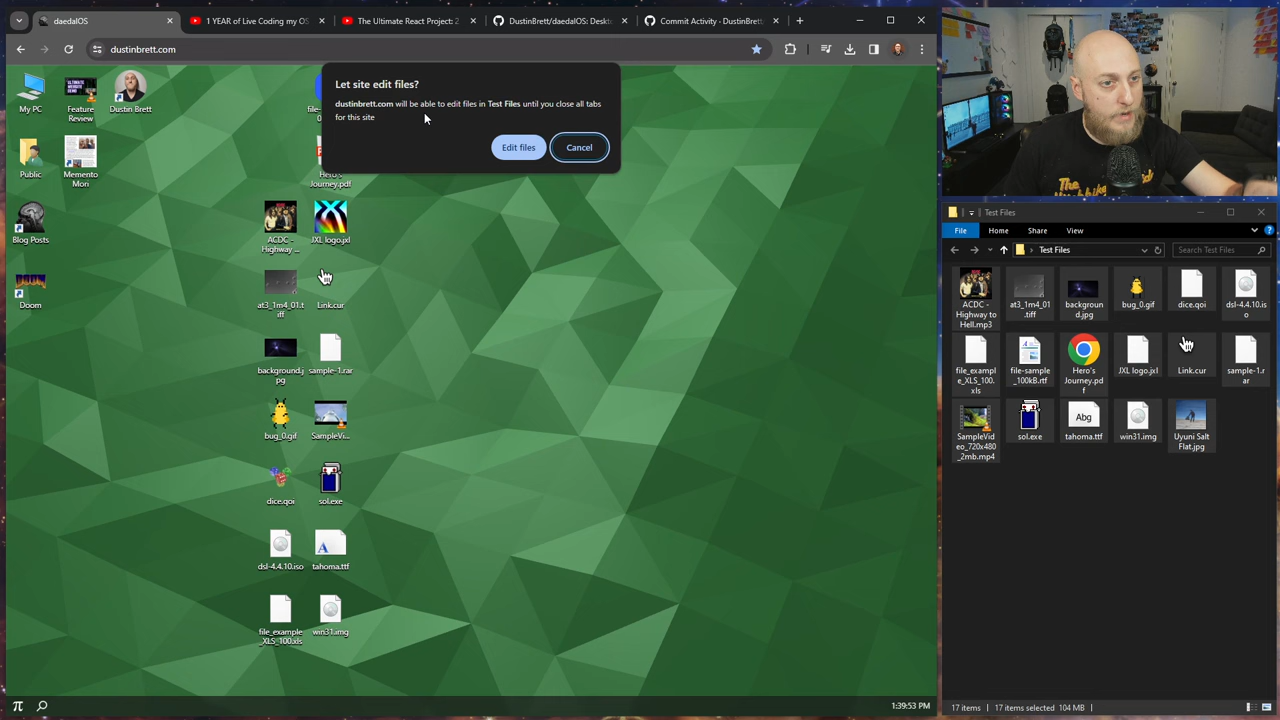 daedalOS
1 YEAR of Live Coding my OS
The Ultimate React Project: 2
DustinBrett/daedalOS: Deskt
Commit Activity - DustinBrett
dustinbrett.com
Let site edit files?
dustinbrett.com will be able to edit files in Test Files until you close all tabs
for this site
Edit files
Cancel
My PC
Feature
Review
Dustin Brett
Public
Memento
Mori
Blog Posts
Doom
Hero's
Journey.pdf
ACDC -
Highway ...
JXL logo.jxl
at3_1m4_01.t
iff
Link.cur
background.j
pg
sample-1.rar
bug_0.gif
SampleVi...
dice.qoi
sol.exe
dsl-4.4.10.iso
tahoma.ttf
file_example
_XLS_100.xls
win31.img
1:39:53 PM
Test Files
File
Home
Share
View
Test Files
Search Test Files
ACDC -
Highway to
Hell.mp3
at3_1m4_01
.tiff
backgroun
d.jpg
bug_0.gif
dice.qoi
dsl-4.4.10.is
o
file_exampl
e_XLS_100.
xls
file-sample
_100kB.rtf
Hero's
Journey.pd
f
JXL logo.jxl
Link.cur
sample-1.r
ar
SampleVid
eo_720x480
_2mb.mp4
sol.exe
Abg
tahoma.ttf
win31.img
Uyuni Salt
Flat.jpg
17 items
17 items selected 104 MB